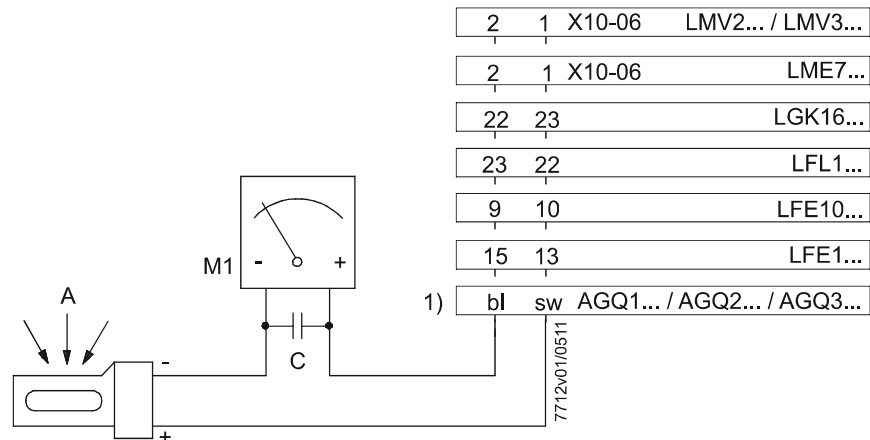 2 1 X10-06 LMV2... / LMV3...
2 1 X10-06 LME7...
22 23 LGK16...
23 22 LFL1...
9 10 LFE10...
15 13 LFE1...
1) bl sw AGQ1... / AGQ2... / AGQ3...
M1 - +
C
A
-
+
7712v01/0511